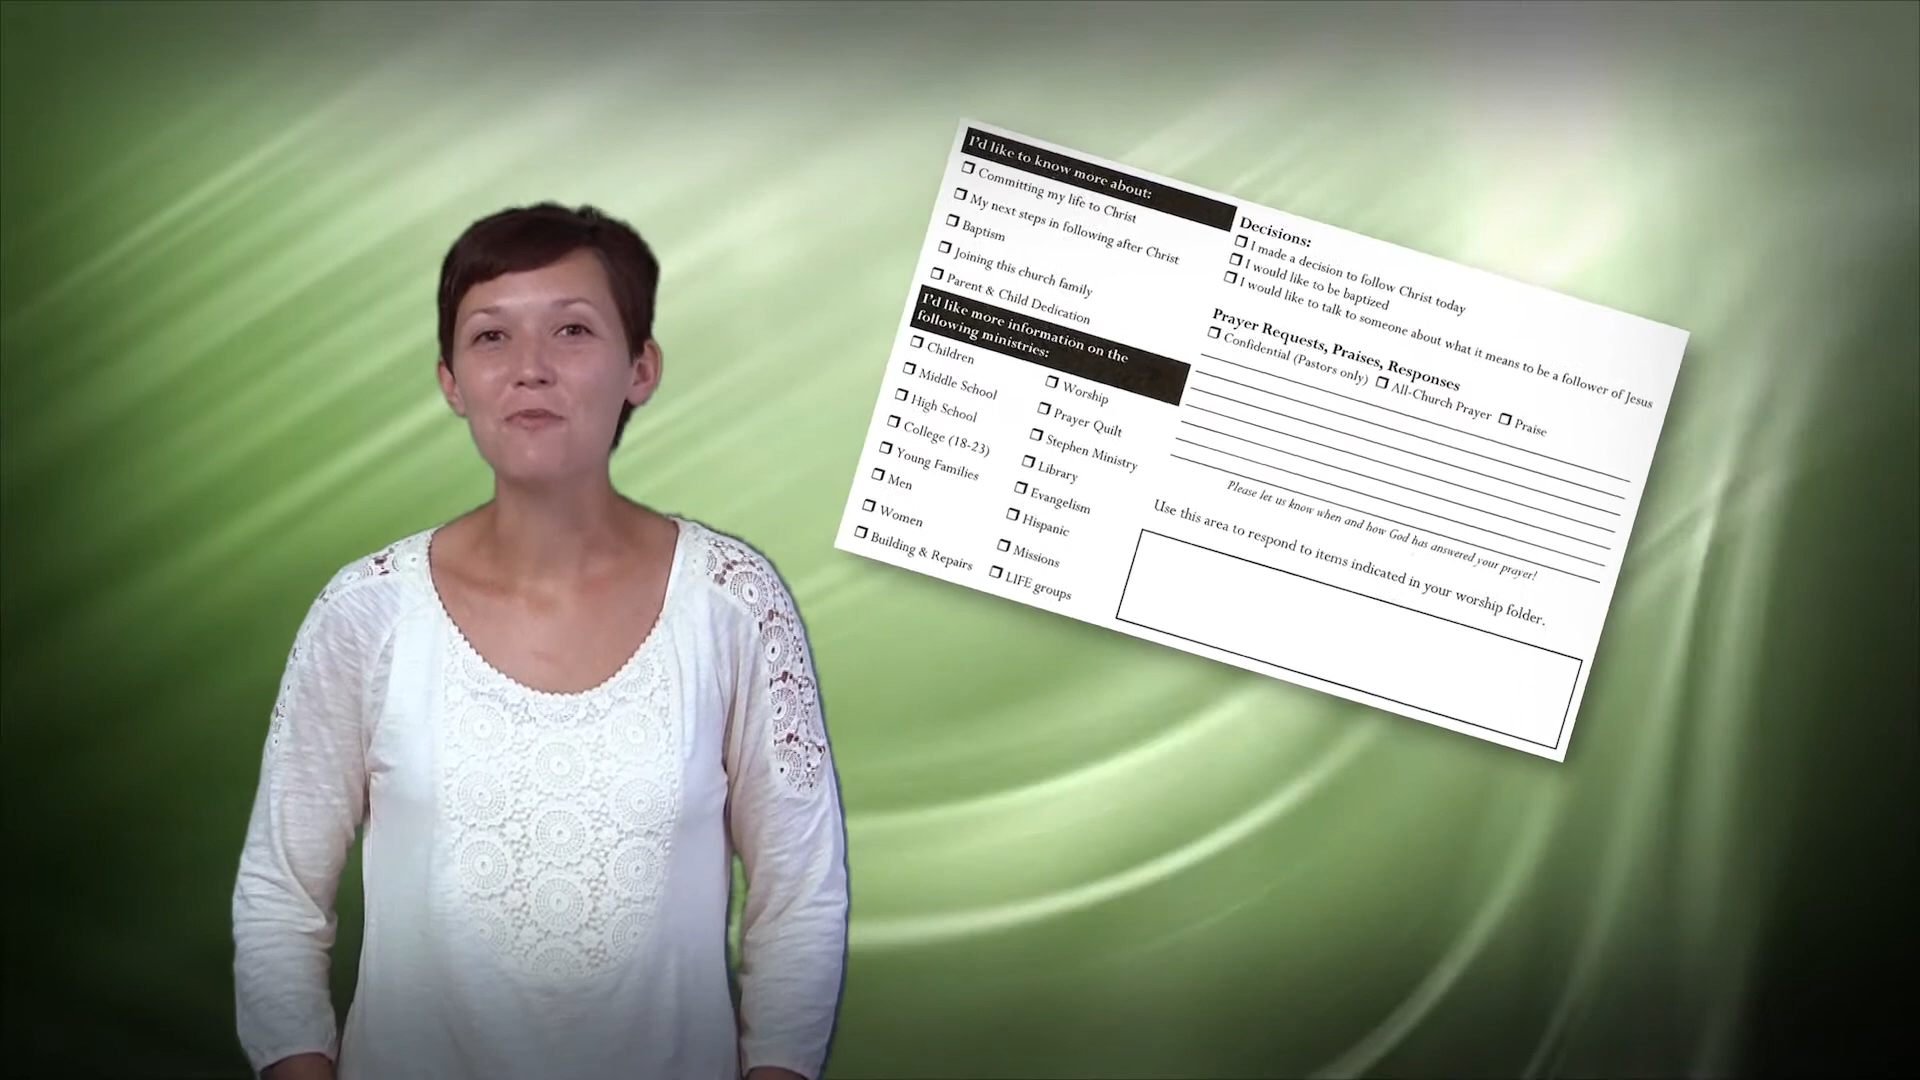 I'd like to know more about:
❒ Committing my life to Christ
❒ My next steps in following after Christ
❒ Baptism
❒ Joining this church family
❒ Parent & Child Dedication
I'd like more information on the
following ministries:
❒ Children
❒ Middle School
❒ High School
❒ College (18-23)
❒ Young Families
❒ Men
❒ Women
❒ Building & Repairs
❒ Worship
❒ Prayer Quilt
❒ Stephen Ministry
❒ Library
❒ Evangelism
❒ Hispanic
❒ Missions
❒ LIFE groups
Decisions:
❒ I made a decision to follow Christ today
❒ I would like to be baptized
❒ I would like to talk to someone about what it means to be a follower of Jesus
Prayer Requests, Praises, Responses
❒ Confidential (Pastors only) ❒ All-Church Prayer ❒ Praise
Please let us know when and how God has answered your prayer!
Use this area to respond to items indicated in your worship folder.